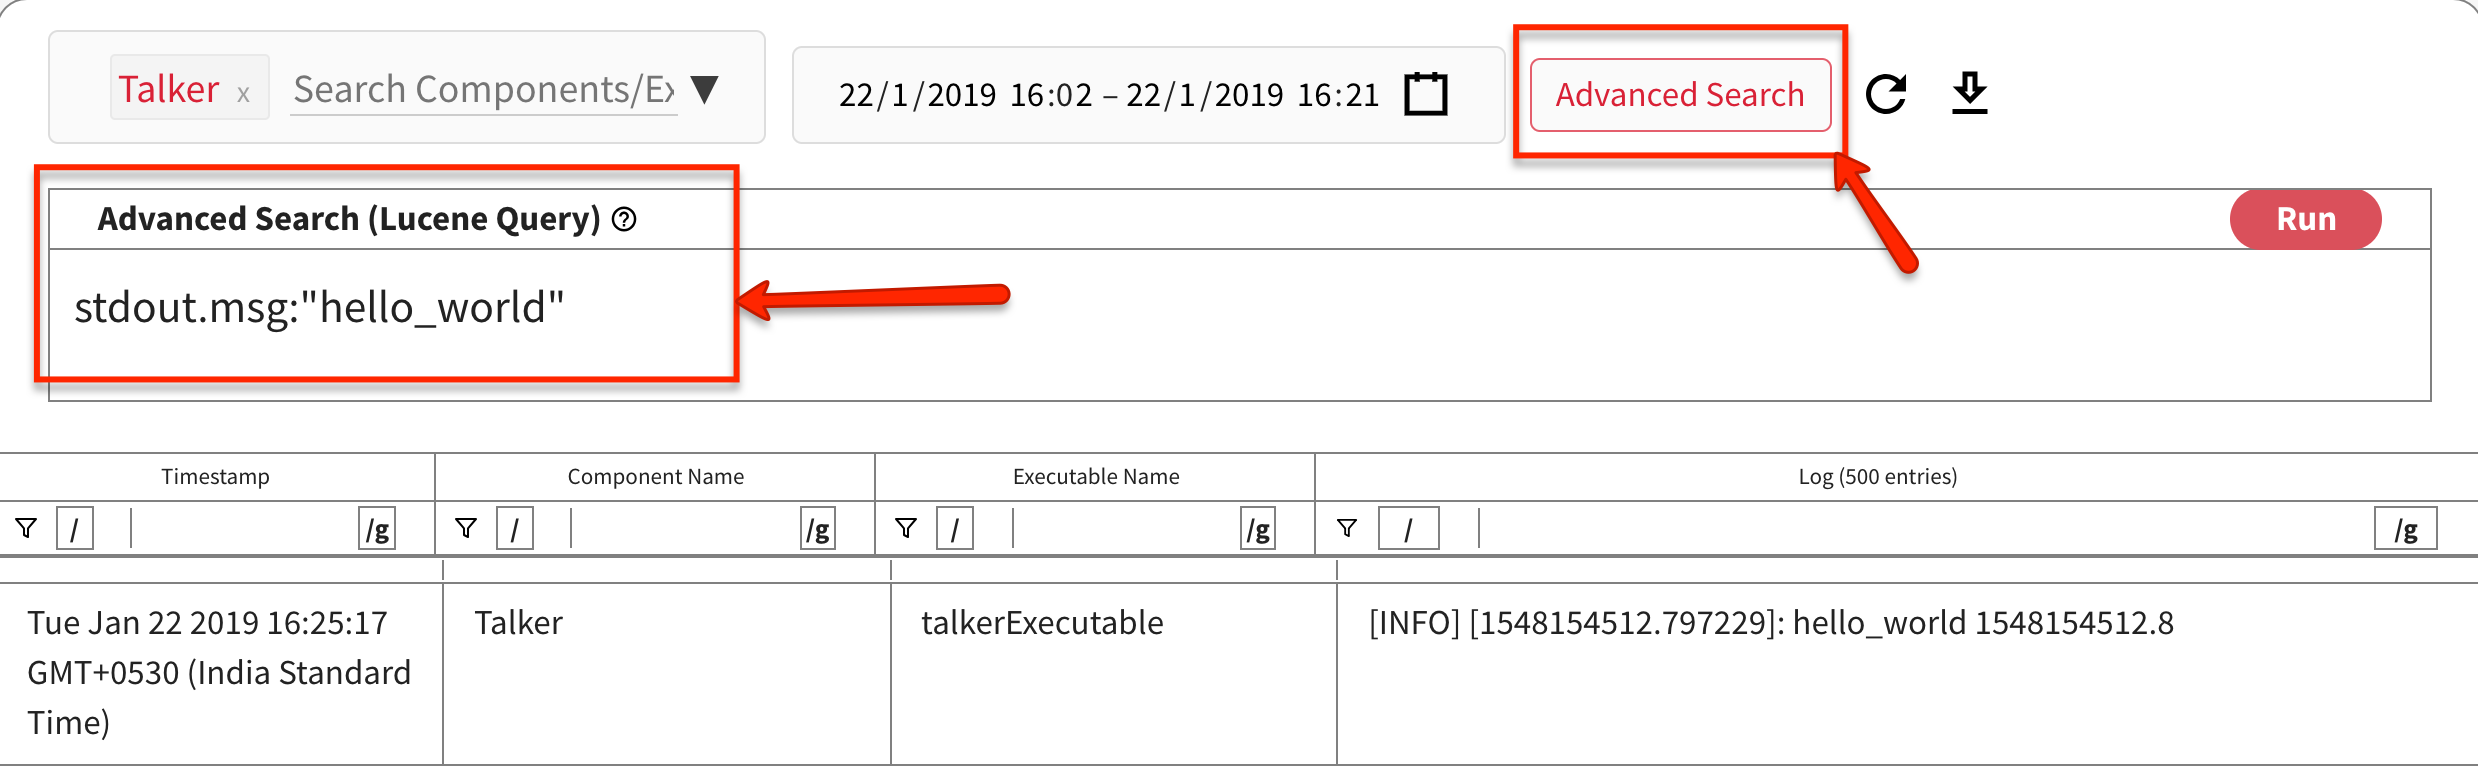 Talker x Search Components/Ex ▼ 22/1/2019 16:02 – 22/1/2019 16:21 Advanced Search
Advanced Search (Lucene Query) ? Run
stdout.msg:"hello_world"
Timestamp Component Name Executable Name Log (500 entries)
/ /g / /g / /g / /g
Tue Jan 22 2019 16:25:17 Talker talkerExecutable [INFO] [1548154512.797229]: hello_world 1548154512.8
GMT+0530 (India Standard
Time)